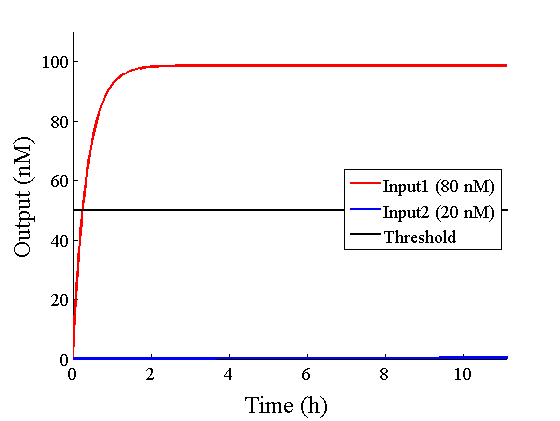 Output (nM)
100
80
60
40
20
0
Input1 (80 nM)
Input2 (20 nM)
Threshold
0 2 4 6 8 10
Time (h)